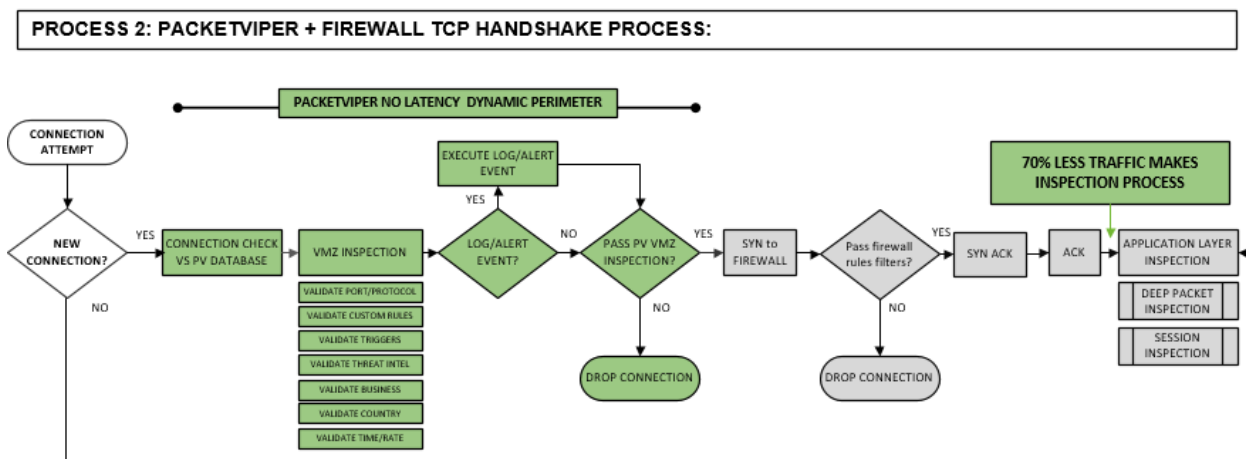 PROCESS 2: PACKETVIPER + FIREWALL TCP HANDSHAKE PROCESS:
PACKETVIPER NO LATENCY DYNAMIC PERIMETER
CONNECTION
ATTEMPT
NEW
CONNECTION?
YES
NO
CONNECTION CHECK
VS PV DATABASE
VMZ INSPECTION
VALIDATE PORT/PROTOCOL
VALIDATE CUSTOM RULES
VALIDATE TRIGGERS
VALIDATE THREAT INTEL
VALIDATE BUSINESS
VALIDATE COUNTRY
VALIDATE TIME/RATE
EXECUTE LOG/ALERT
EVENT
YES
LOG/ALERT
EVENT?
NO
PASS PV VMZ
INSPECTION?
YES
NO
DROP CONNECTION
SYN to
FIREWALL
Pass firewall
rules filters?
YES
NO
DROP CONNECTION
SYN ACK
ACK
70% LESS TRAFFIC MAKES
INSPECTION PROCESS
APPLICATION LAYER
INSPECTION
DEEP PACKET
INSPECTION
SESSION
INSPECTION